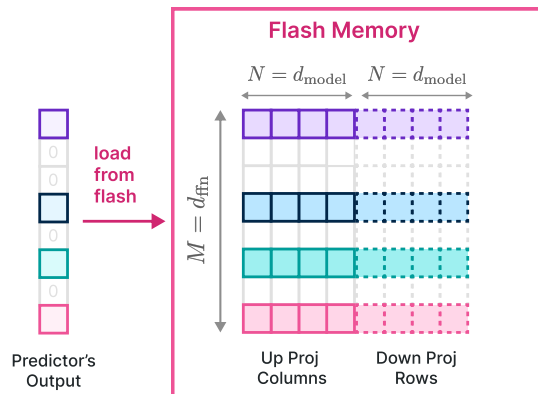 Flash Memory
N = d_model
N = d_model
0
0
0
0
load
from
flash
M = d_ffn
Predictor's
Output
Up Proj
Columns
Down Proj
Rows